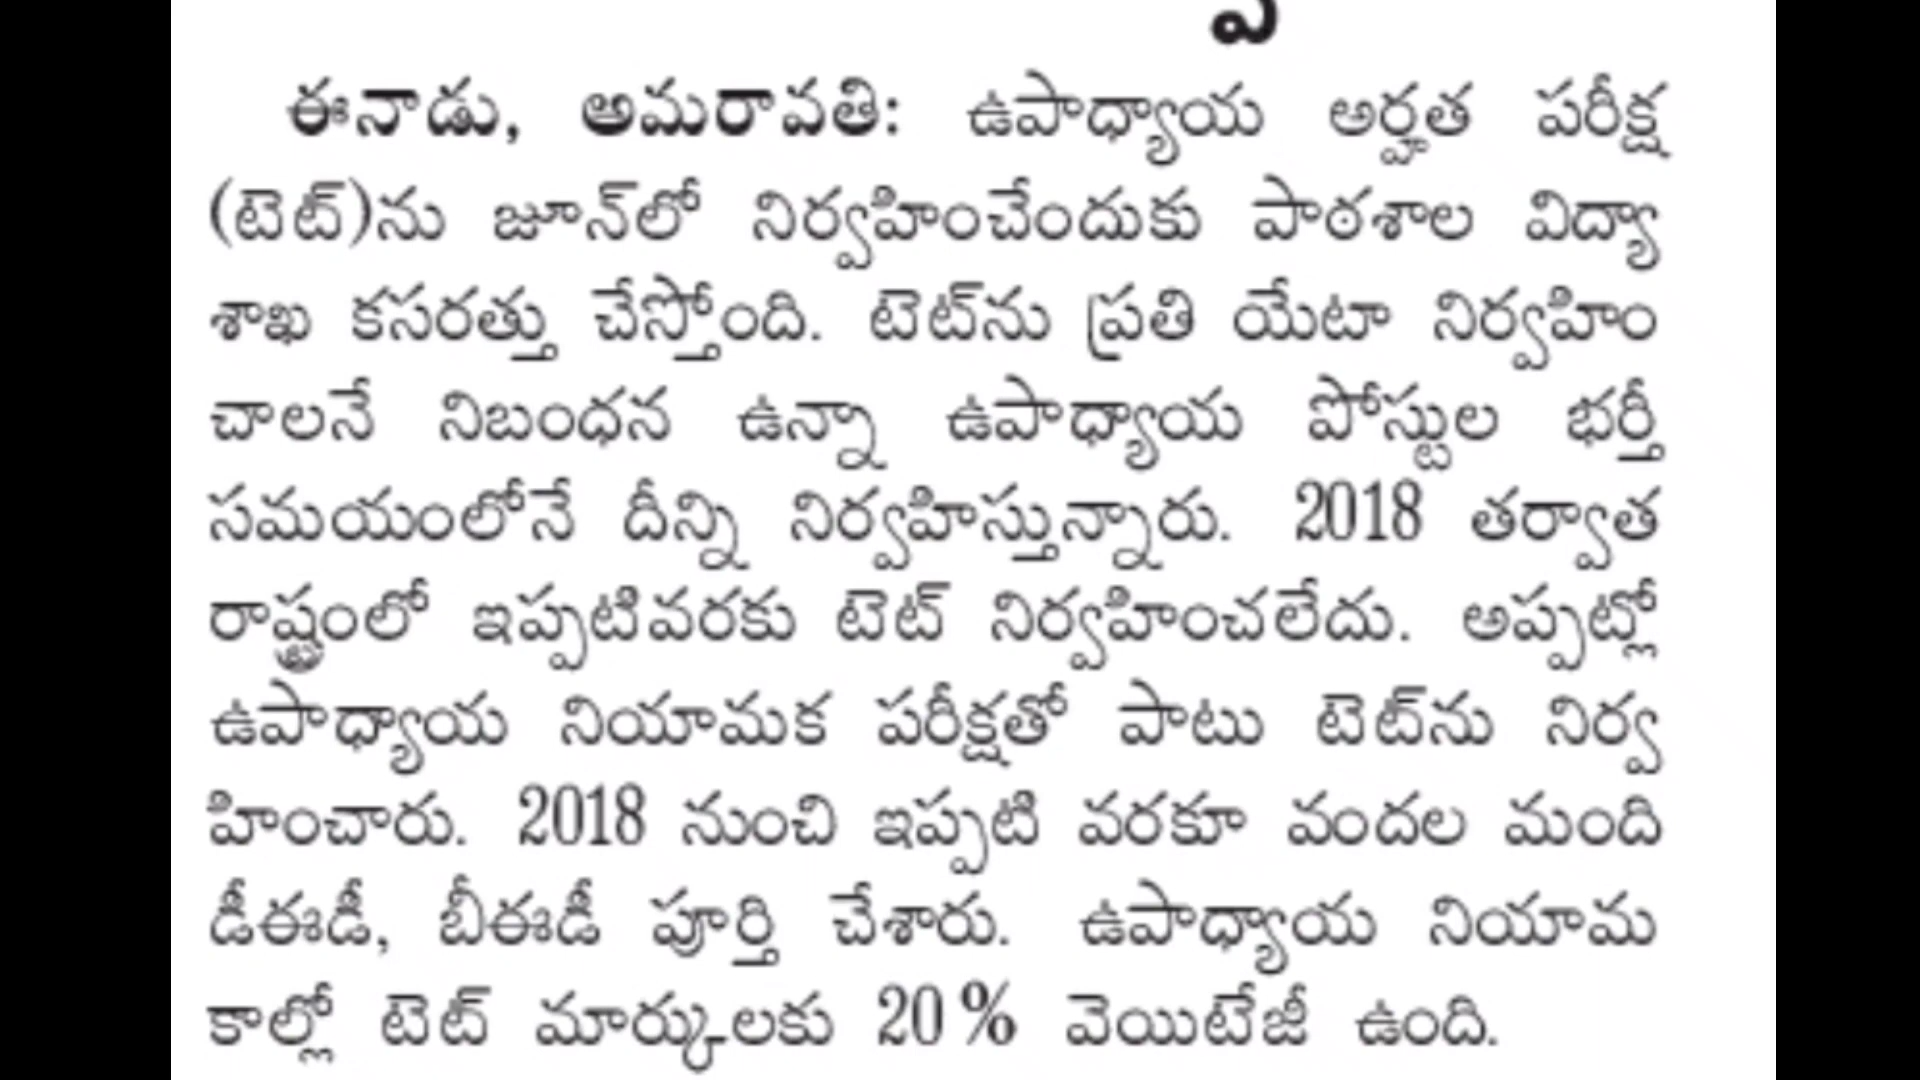 ఈనాడు, అమరావతి: ఉపాధ్యాయ అర్హత పరీక్ష
(టెట్)ను జూన్‌లో నిర్వహించేందుకు పాఠశాల విద్యా
శాఖ కసరత్తు చేస్తోంది. టెట్‌ను ప్రతి యేటా నిర్వహిం
చాలనే నిబంధన ఉన్నా ఉపాధ్యాయ పోస్టుల భర్తీ
సమయంలోనే దీన్ని నిర్వహిస్తున్నారు. 2018 తర్వాత
రాష్ట్రంలో ఇప్పటివరకు టెట్ నిర్వహించలేదు. అప్పట్లో
ఉపాధ్యాయ నియామక పరీక్షతో పాటు టెట్‌ను నిర్వ
హించారు. 2018 నుంచి ఇప్పటి వరకూ వందల మంది
డీఈడీ, బీఈడీ పూర్తి చేశారు. ఉపాధ్యాయ నియామ
కాల్లో టెట్ మార్కులకు 20% వెయిటేజీ ఉంది.